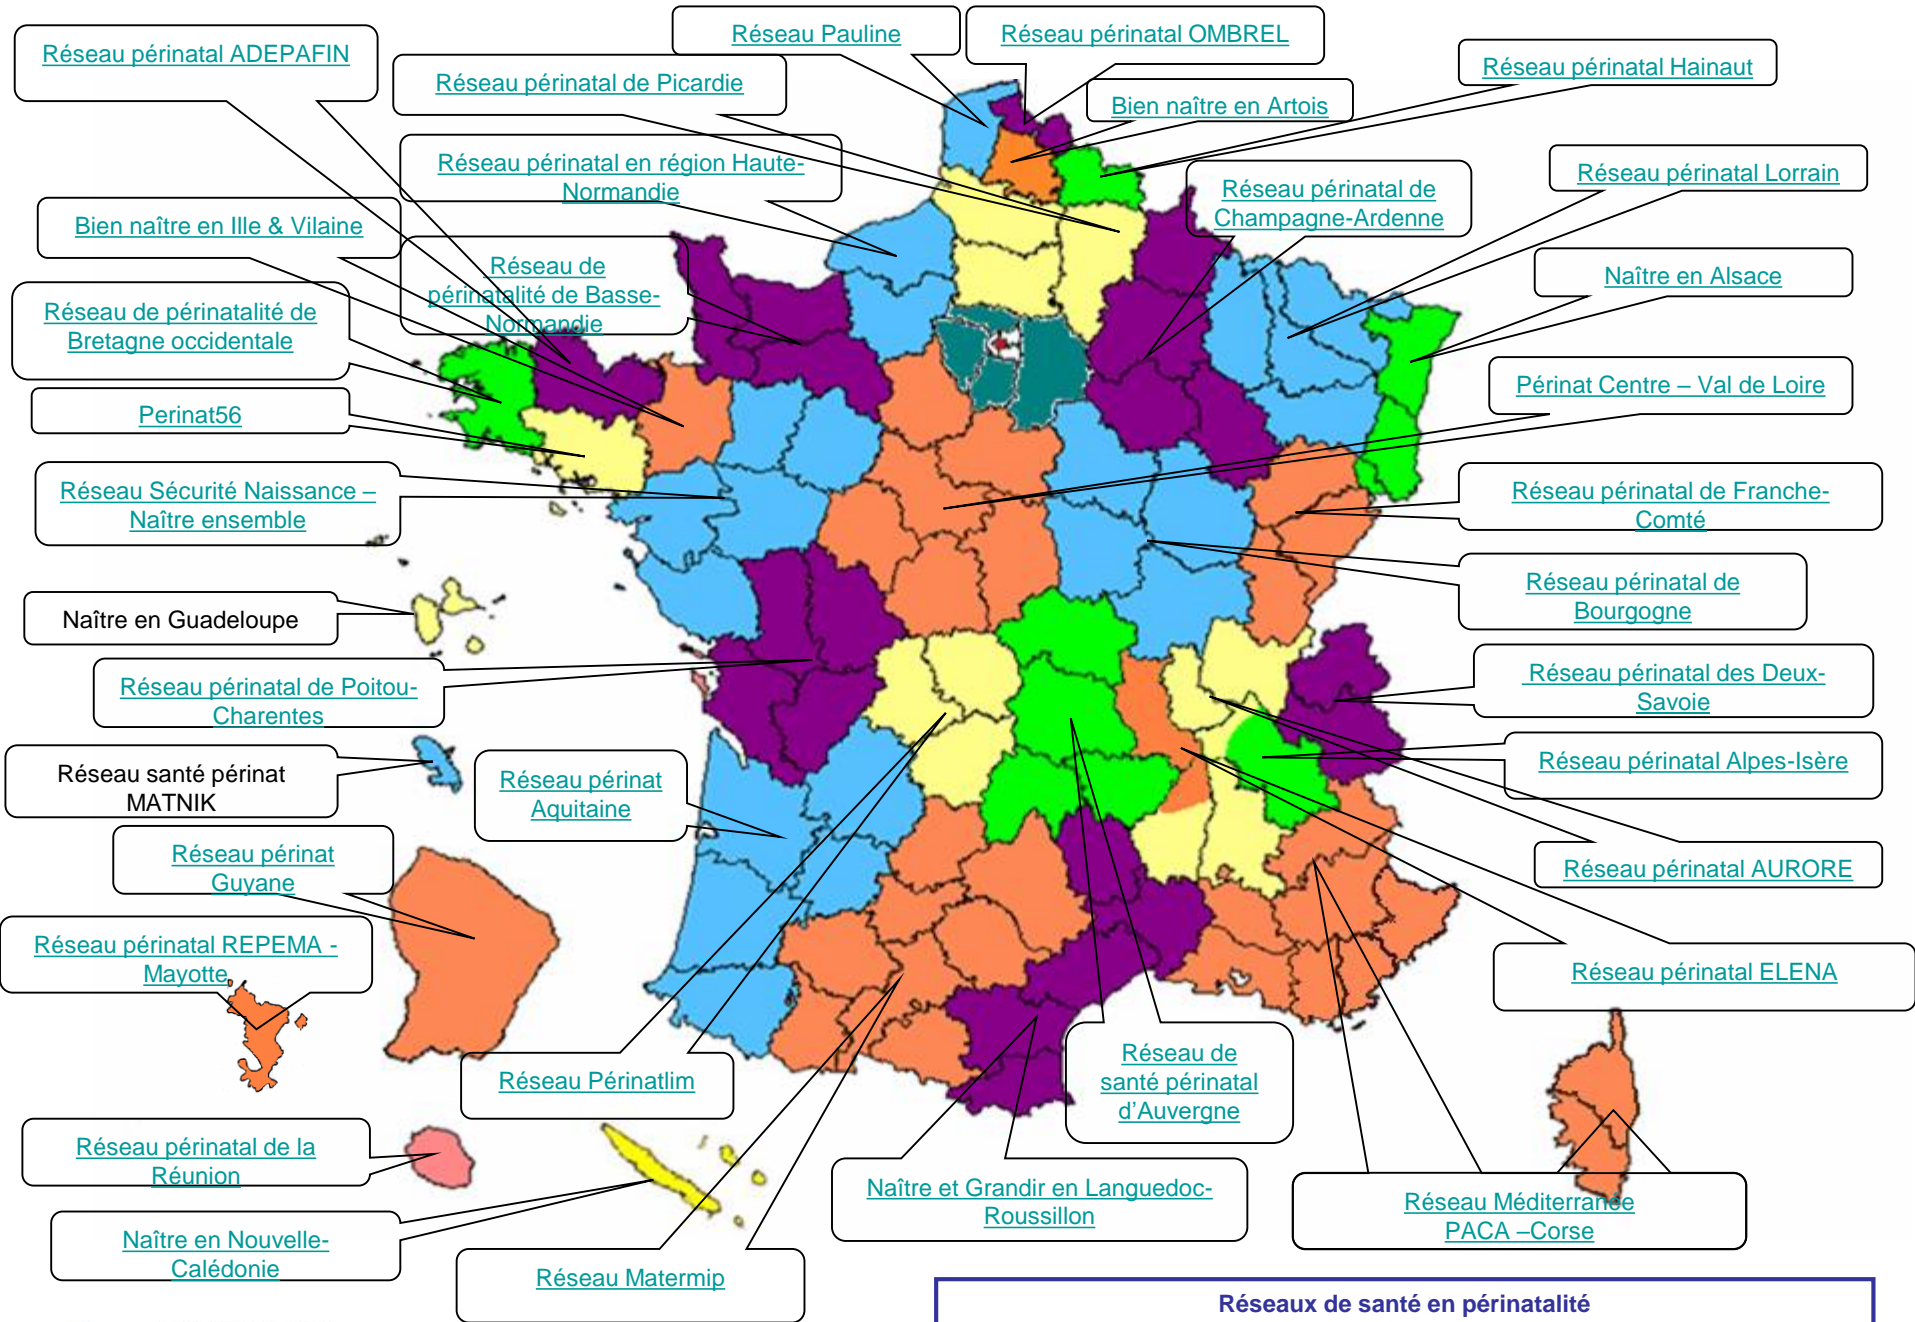 Réseau Pauline
Réseau périnatal OMBREL
Réseau périnatal ADEPAFIN
Réseau périnatal de Picardie
Réseau périnatal Hainaut
Bien naître en Artois
Réseau périnatal en région Haute-
Normandie
Réseau périnatal de
Champagne-Ardenne
Réseau périnatal Lorrain
Bien naître en Ille & Vilaine
Réseau de
périnatalité de Basse-
Normandie
Naître en Alsace
Réseau de périnatalité de
Bretagne occidentale
Périnat Centre – Val de Loire
Perinat56
Réseau Sécurité Naissance –
Naître ensemble
Réseau périnatal de Franche-
Comté
Réseau périnatal de
Bourgogne
Naître en Guadeloupe
Réseau périnatal de Poitou-
Charentes
Réseau périnatal des Deux-
Savoie
Réseau santé périnat
MATNIK
Réseau périnat
Aquitaine
Réseau périnatal Alpes-Isère
Réseau périnat
Guyane
Réseau périnatal AURORE
Réseau périnatal REPEMA -
Mayotte
Réseau périnatal ELENA
Réseau Périnatlim
Réseau de
santé périnatal
d'Auvergne
Réseau périnatal de la
Réunion
Naître et Grandir en Languedoc-
Roussillon
Réseau Méditerranée
PACA –Corse
Naître en Nouvelle-
Calédonie
Réseau Matermip
Réseaux de santé en périnatalité